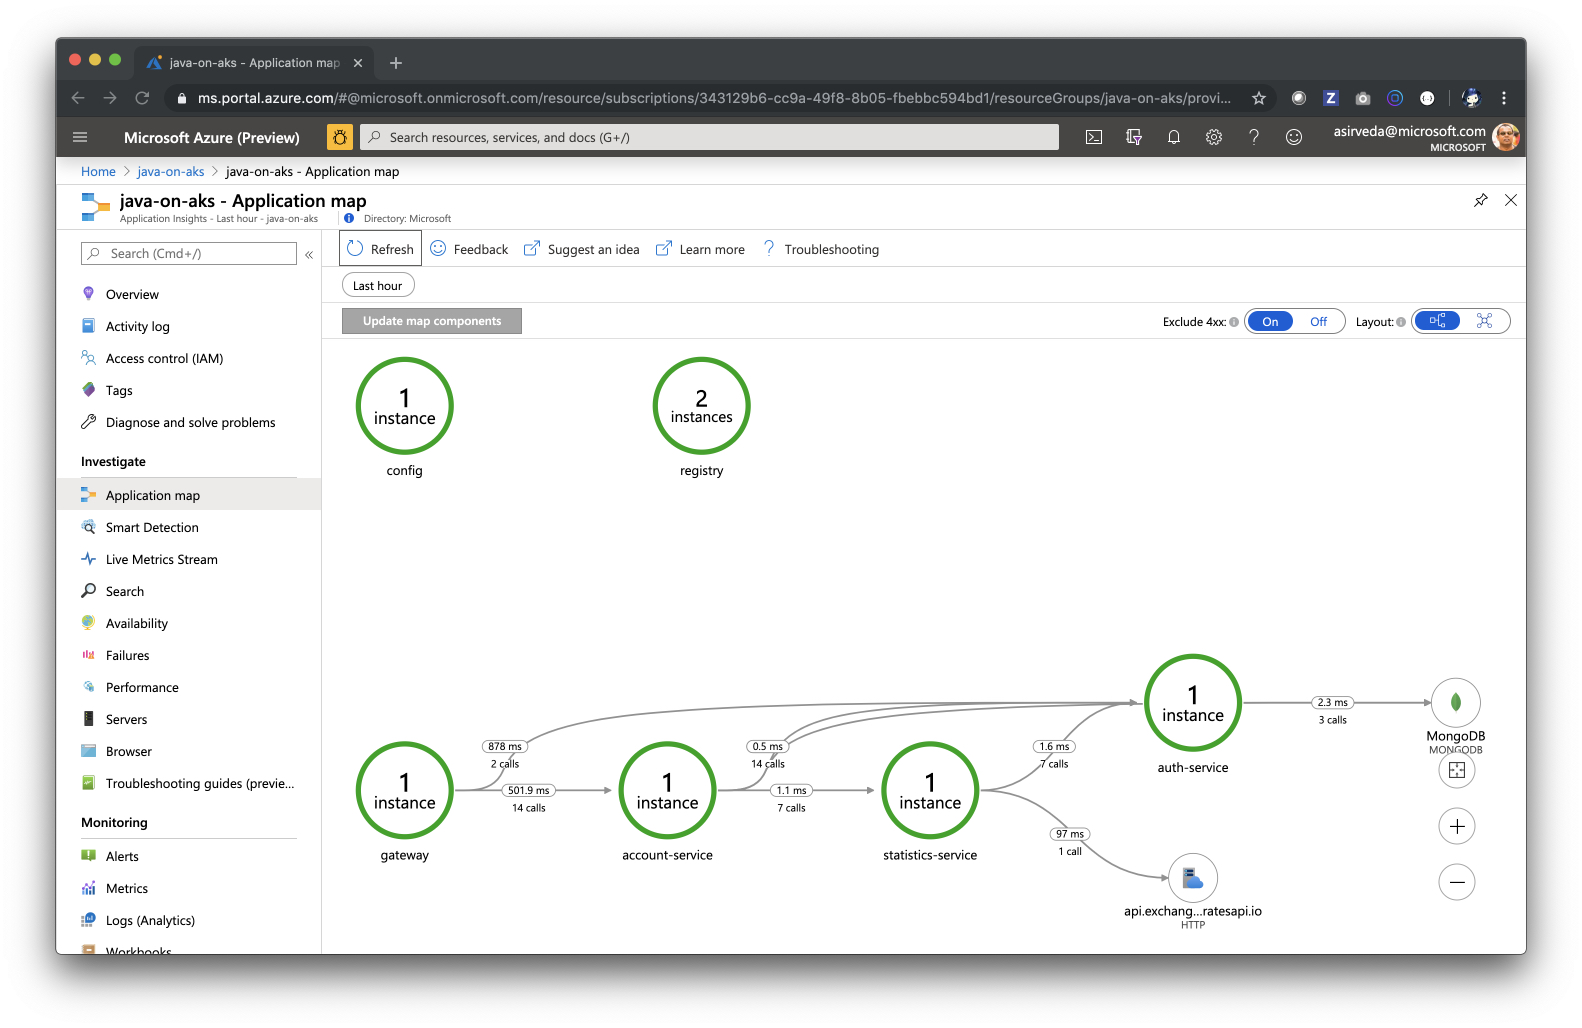 java-on-aks - Application map
ms.portal.azure.com/#@microsoft.onmicrosoft.com/resource/subscriptions/343129b6-cc9a-49f8-8b05-fbebbc594bd1/resourceGroups/java-on-aks/provi...
Microsoft Azure (Preview)
Search resources, services, and docs (G+/)
asirveda@microsoft.com
MICROSOFT
Home > java-on-aks > java-on-aks - Application map
java-on-aks - Application map
Application Insights - Last hour - java-on-aks
Directory: Microsoft
Search (Cmd+/)
«
Refresh
Feedback
Suggest an idea
Learn more
Troubleshooting
Last hour
Update map components
Exclude 4xx:
On
Off
Layout:
Overview
Activity log
Access control (IAM)
Tags
Diagnose and solve problems
Investigate
Application map
Smart Detection
Live Metrics Stream
Search
Availability
Failures
Performance
Servers
Browser
Troubleshooting guides (previe...
Monitoring
Alerts
Metrics
Logs (Analytics)
Workbooks
1
instance
config
2
instances
registry
1
instance
gateway
878 ms
2 calls
501.9 ms
14 calls
1
instance
account-service
0.5 ms
14 calls
1.1 ms
7 calls
1
instance
statistics-service
1.6 ms
7 calls
97 ms
1 call
1
instance
auth-service
2.3 ms
3 calls
MongoDB
MONGODB
api.exchang...ratesapi.io
HTTP